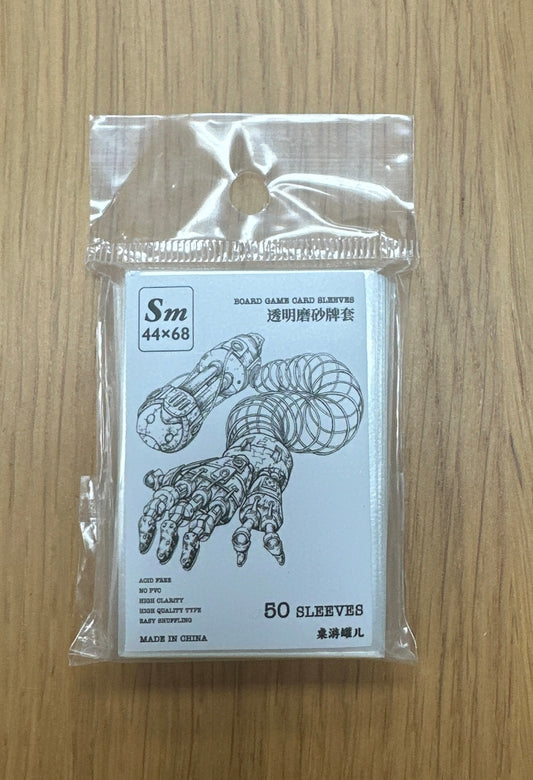 Sm
44×68
BOARD GAME CARD SLEEVES
透明磨砂牌套
ACID FREE
NO PVC
HIGH CLARITY
HIGH QUALITY TYPE
EASY SHUFFLING
MADE IN CHINA
50 SLEEVES
桌游罐儿